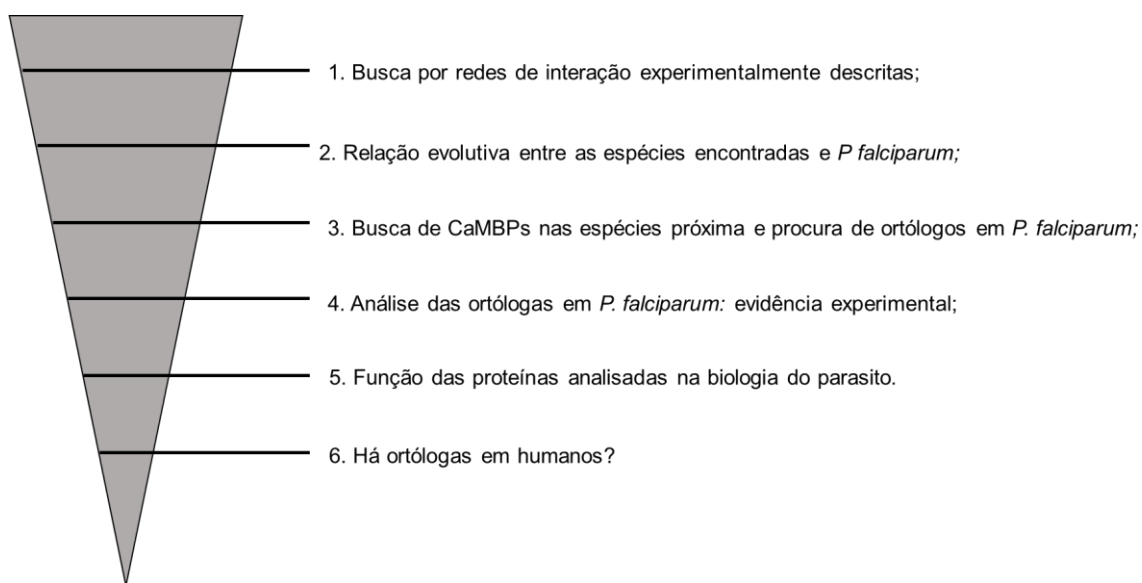 1. Busca por redes de interação experimentalmente descritas;
2. Relação evolutiva entre as espécies encontradas e P falciparum;
3. Busca de CaMBPs nas espécies próxima e procura de ortólogos em P. falciparum;
4. Análise das ortólogas em P. falciparum: evidência experimental;
5. Função das proteínas analisadas na biologia do parasito.
6. Há ortólogas em humanos?